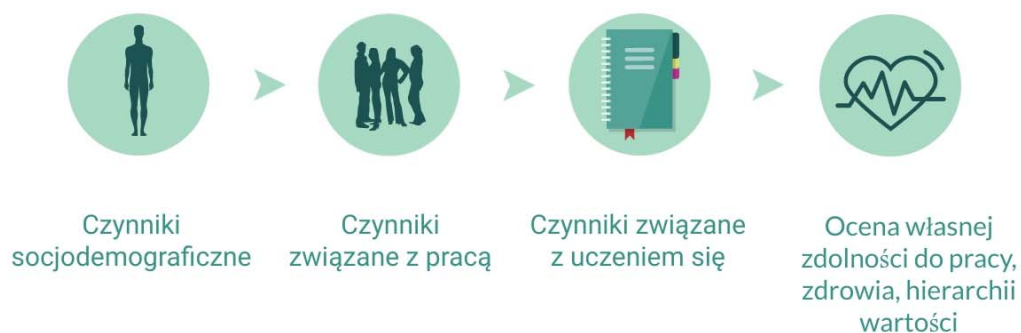 Czynniki
socjodemograficzne
Czynniki
związane z pracą
Czynniki związane
z uczeniem się
Ocena własnej
zdolności do pracy,
zdrowia, hierarchii
wartości